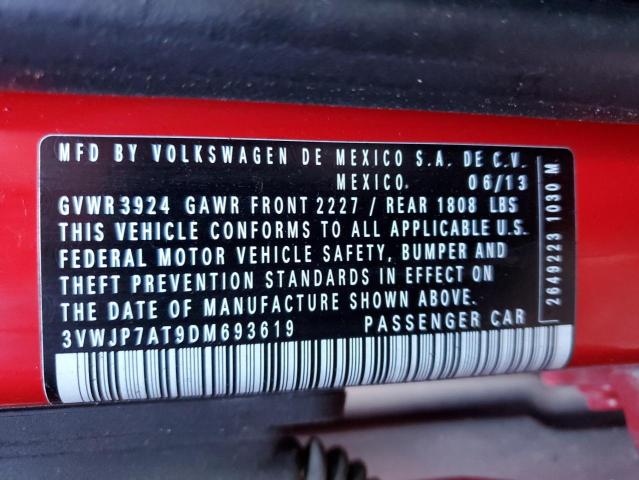 MFD BY VOLKSWAGEN DE MEXICO S.A. DE C.V.
MEXICO. 06/13
GVWR 3924 GAWR FRONT 2227 / REAR 1808 LBS
THIS VEHICLE CONFORMS TO ALL APPLICABLE U.S.
FEDERAL MOTOR VEHICLE SAFETY, BUMPER AND
THEFT PREVENTION STANDARDS IN EFFECT ON
THE DATE OF MANUFACTURE SHOWN ABOVE.
3VWJP7AT9DM693619 PASSENGER CAR
2649223 1030 M